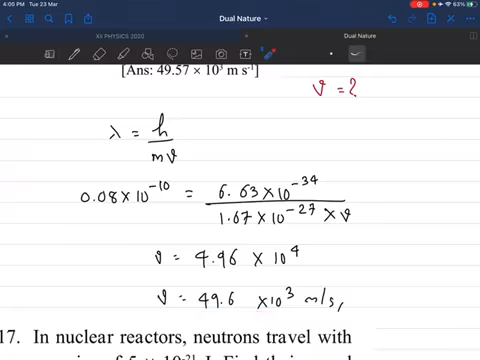 4:00 PM Tue 23 Mar
Dual Nature
63%
XII PHYSICS 2020
Dual Nature
[Ans: 49.57 × 10³ m s⁻¹]
v = ?
λ = h / mv
0.08 × 10⁻¹⁰ = 6.63 × 10⁻³⁴ / 1.67 × 10⁻²⁷ × v
v = 4.96 × 10⁴
v = 49.6 × 10³ m/s,
17. In nuclear reactors, neutrons travel with